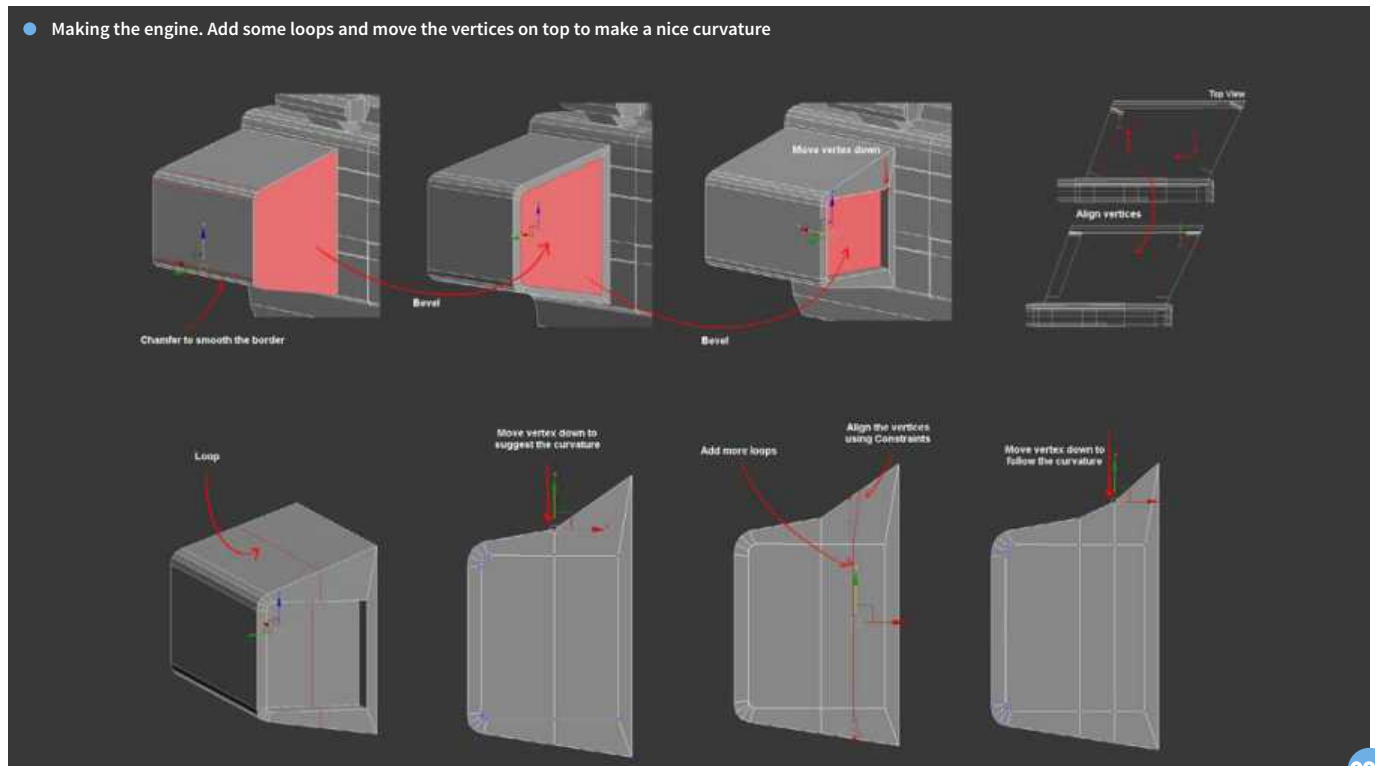 Making the engine. Add some loops and move the vertices on top to make a nice curvature
Top View
Move vertex down
Align vertices
Bevel
Chamfer to smooth the border
Bevel
Loop
Move vertex down to
suggest the curvature
Add more loops
Align the vertices
using Constraints
Move vertex down to
follow the curvature